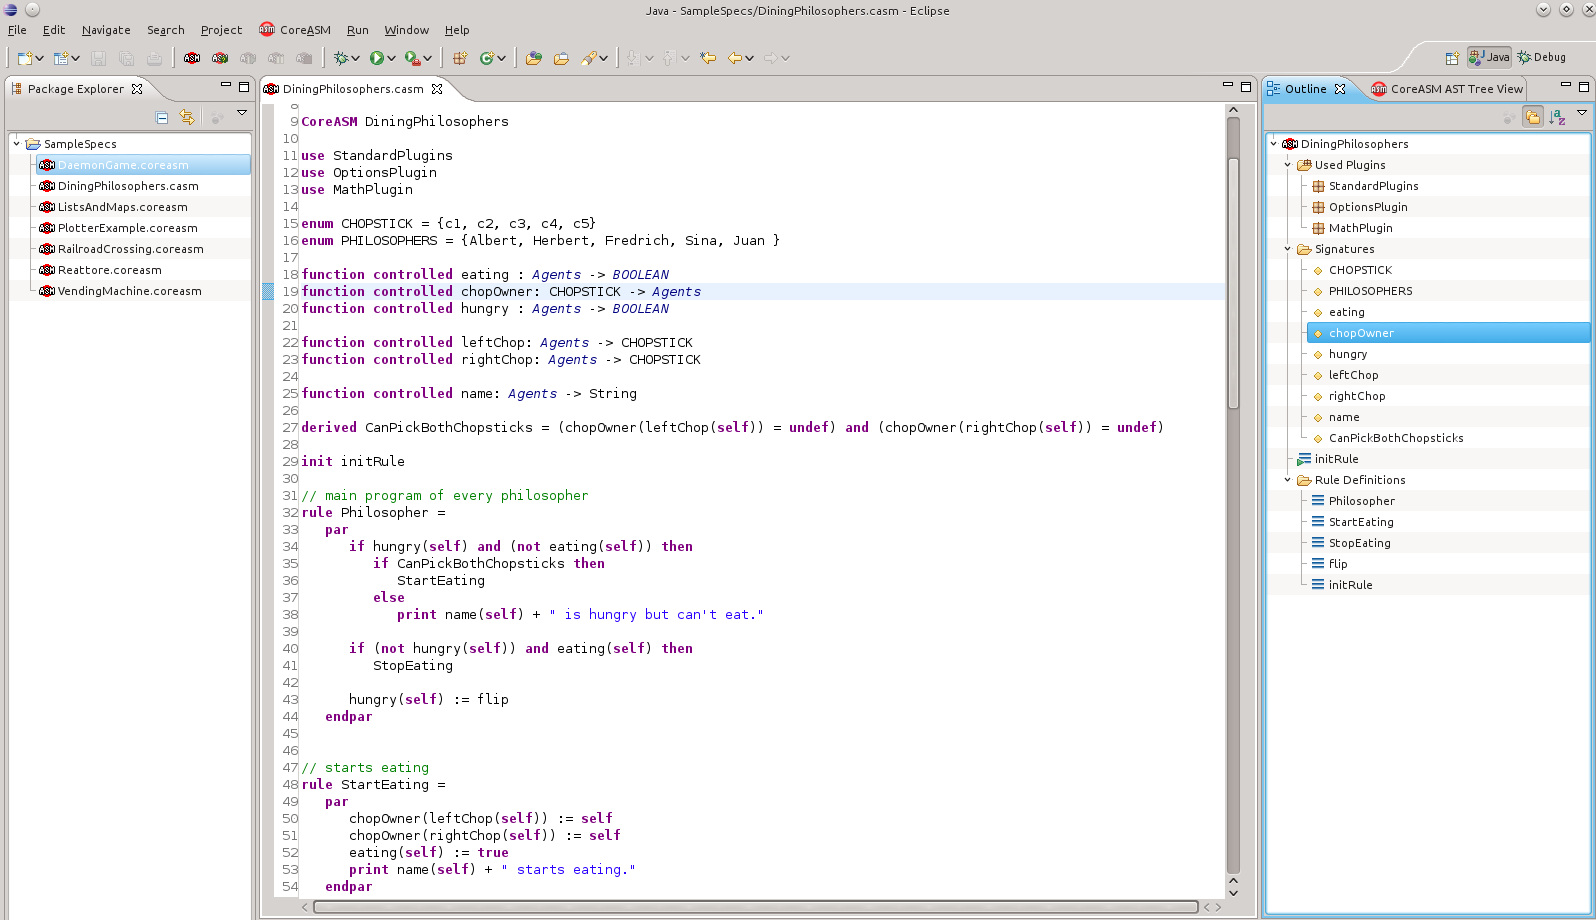 Java - SampleSpecs/DiningPhilosophers.casm - Eclipse
File Edit Navigate Search Project CoreASM Run Window Help
Java Debug
Package Explorer
SampleSpecs
DaemonGame.coreasm
DiningPhilosophers.casm
ListsAndMaps.coreasm
PlotterExample.coreasm
RailroadCrossing.coreasm
Reattore.coreasm
VendingMachine.coreasm
DiningPhilosophers.casm
8
9 CoreASM DiningPhilosophers
10
11 use StandardPlugins
12 use OptionsPlugin
13 use MathPlugin
14
15 enum CHOPSTICK = {c1, c2, c3, c4, c5}
16 enum PHILOSOPHERS = {Albert, Herbert, Fredrich, Sina, Juan }
17
18 function controlled eating : Agents -> BOOLEAN
19 function controlled chopOwner: CHOPSTICK -> Agents
20 function controlled hungry : Agents -> BOOLEAN
21
22 function controlled leftChop: Agents -> CHOPSTICK
23 function controlled rightChop: Agents -> CHOPSTICK
24
25 function controlled name: Agents -> String
26
27 derived CanPickBothChopsticks = (chopOwner(leftChop(self)) = undef) and (chopOwner(rightChop(self)) = undef)
28
29 init initRule
30
31 // main program of every philosopher
32 rule Philosopher =
33 par
34 if hungry(self) and (not eating(self)) then
35 if CanPickBothChopsticks then
36 StartEating
37 else
38 print name(self) + " is hungry but can't eat."
39
40 if (not hungry(self)) and eating(self) then
41 StopEating
42
43 hungry(self) := flip
44 endpar
45
46
47 // starts eating
48 rule StartEating =
49 par
50 chopOwner(leftChop(self)) := self
51 chopOwner(rightChop(self)) := self
52 eating(self) := true
53 print name(self) + " starts eating."
54 endpar
Outline CoreASM AST Tree View
DiningPhilosophers
Used Plugins
StandardPlugins
OptionsPlugin
MathPlugin
Signatures
CHOPSTICK
PHILOSOPHERS
eating
chopOwner
hungry
leftChop
rightChop
name
CanPickBothChopsticks
initRule
Rule Definitions
Philosopher
StartEating
StopEating
flip
initRule